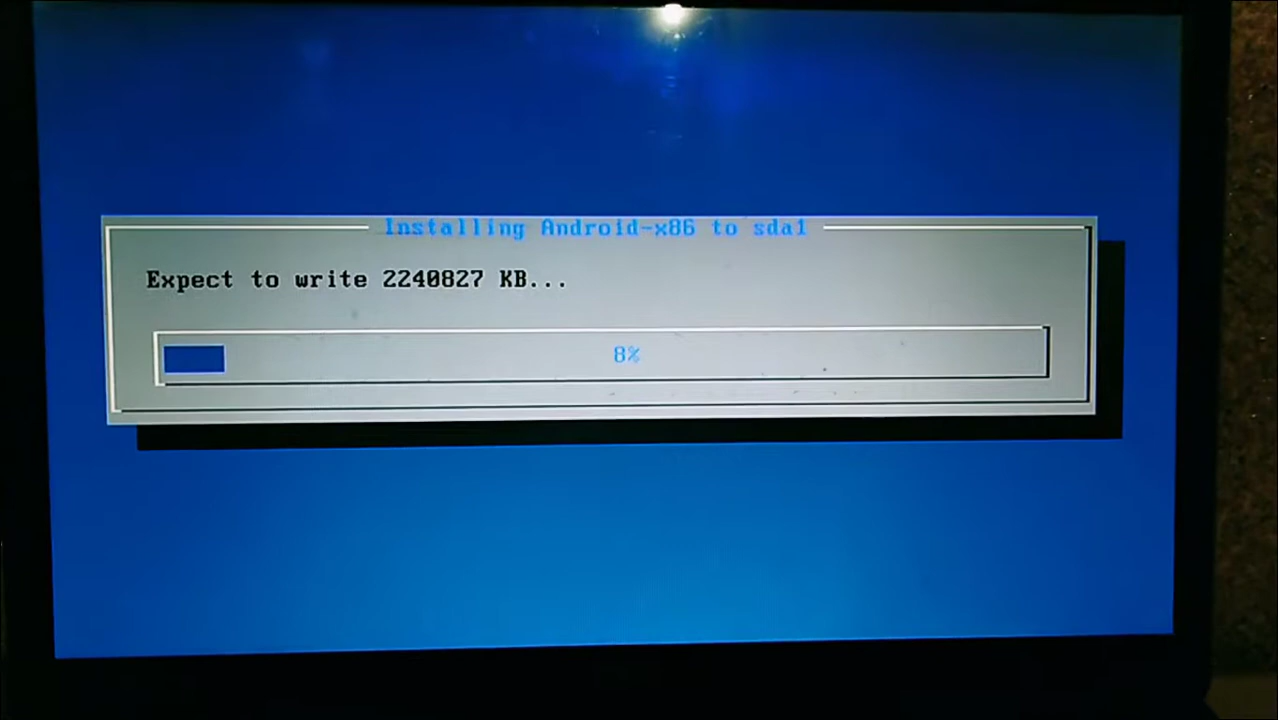 Installing Android-x86 to sda1
Expect to write 2240827 KB...
8%